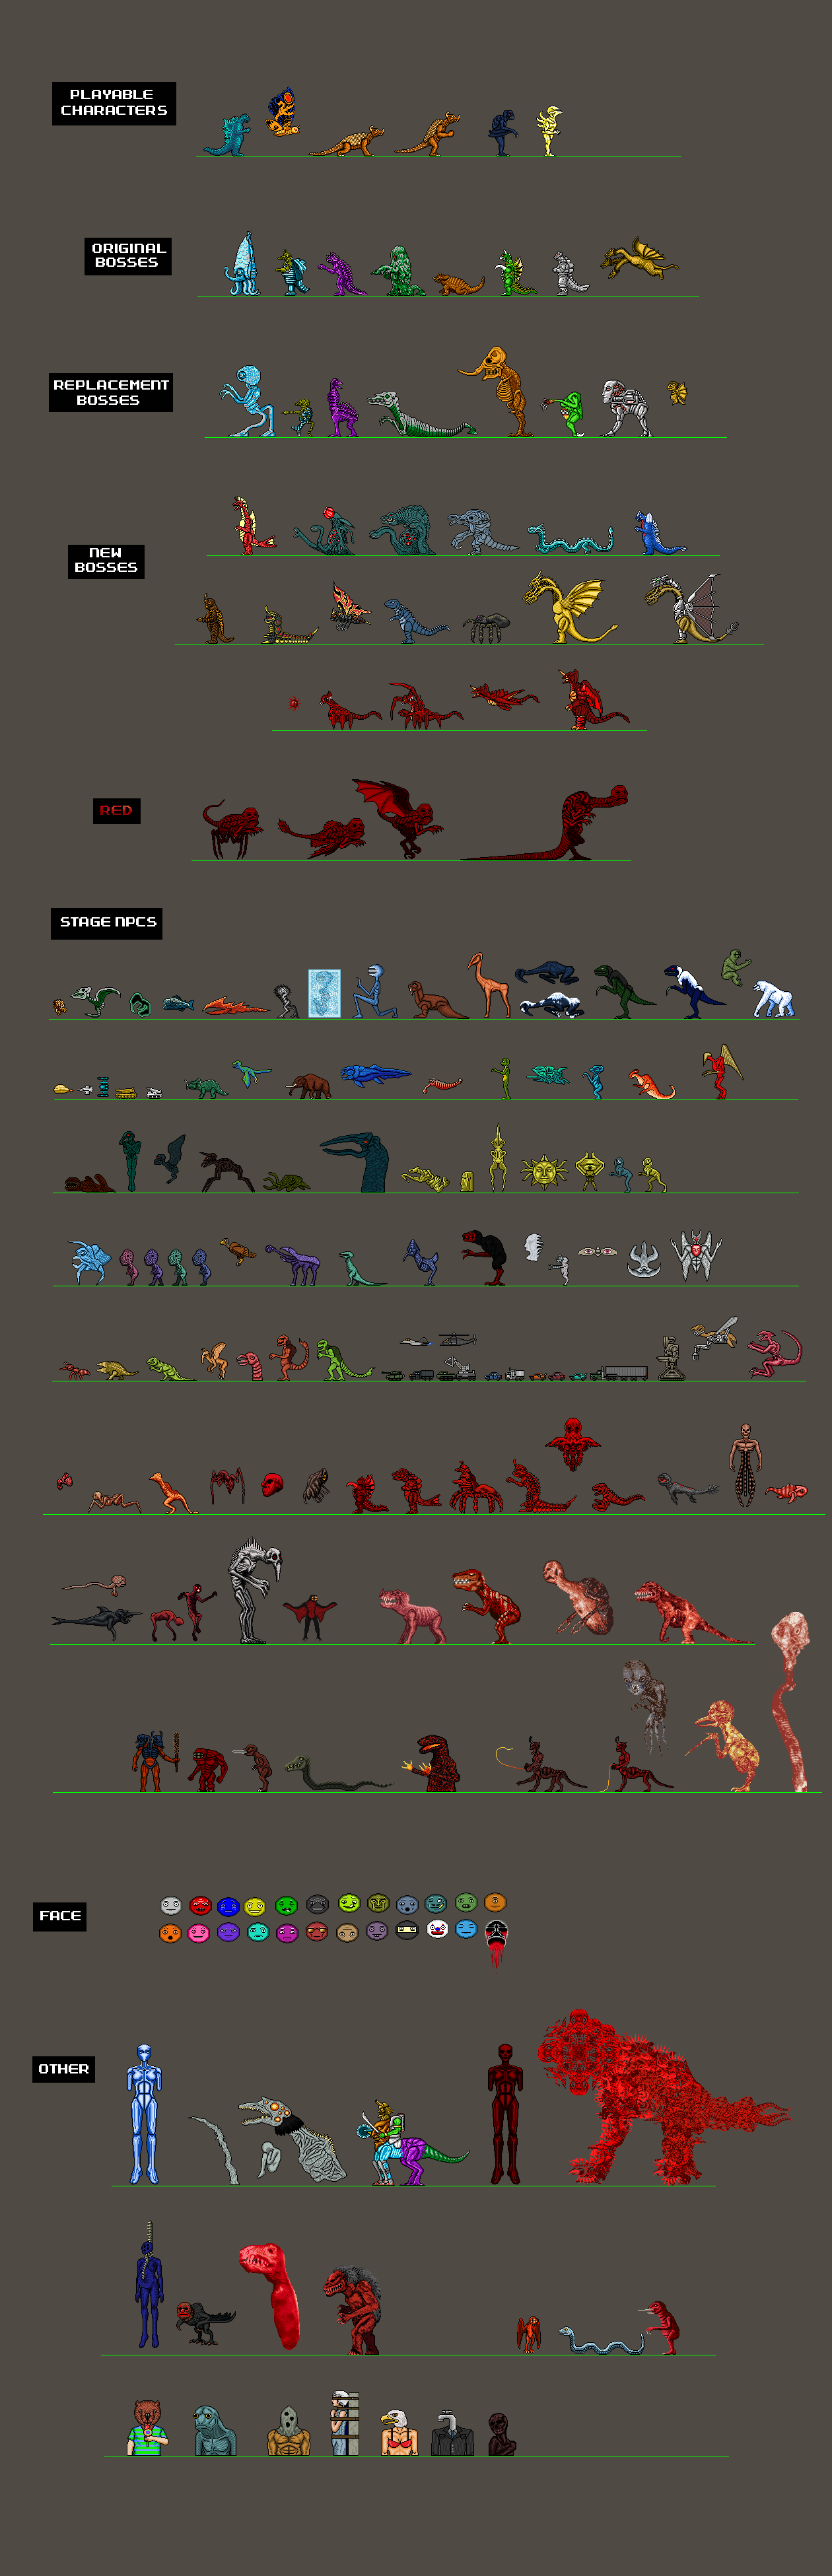 PLAYABLE
CHARACTERS
ORIGINAL
BOSSES
REPLACEMENT
BOSSES
NEW
BOSSES
RED
STAGE NPCS
FACE
OTHER